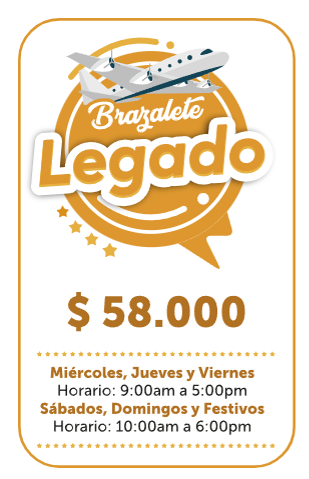 Brazalete
Legado
$ 58.000
Miércoles, Jueves y Viernes
Horario: 9:00am a 5:00pm
Sábados, Domingos y Festivos
Horario: 10:00am a 6:00pm